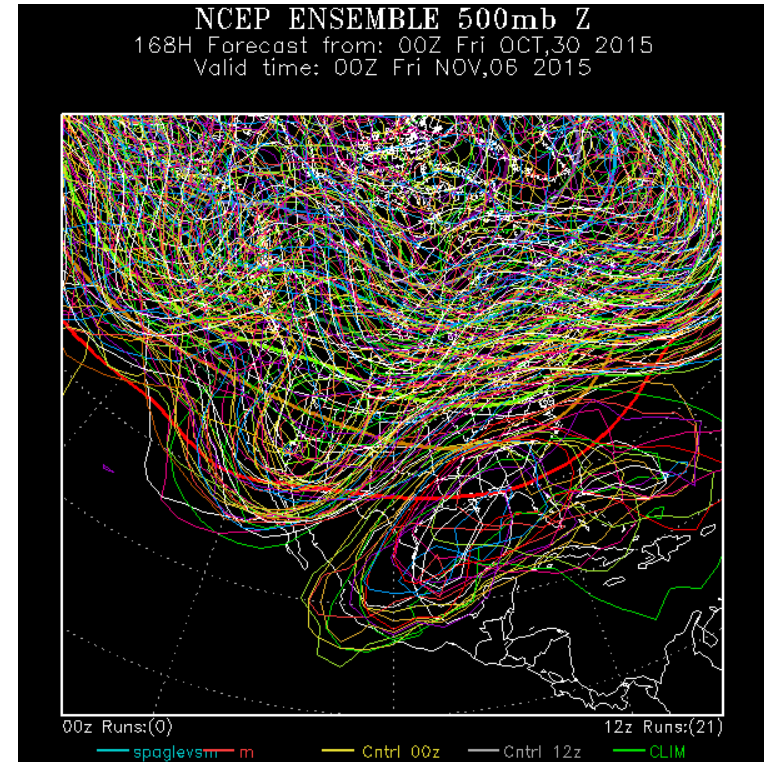 NCEP ENSEMBLE 500mb Z
168H Forecast from: 00Z Fri OCT,30 2015
Valid time: 00Z Fri NOV,06 2015
00z Runs:(0) 12z Runs:(21)
spaglevsm m Cntrl 00z Cntrl 12z CLIM